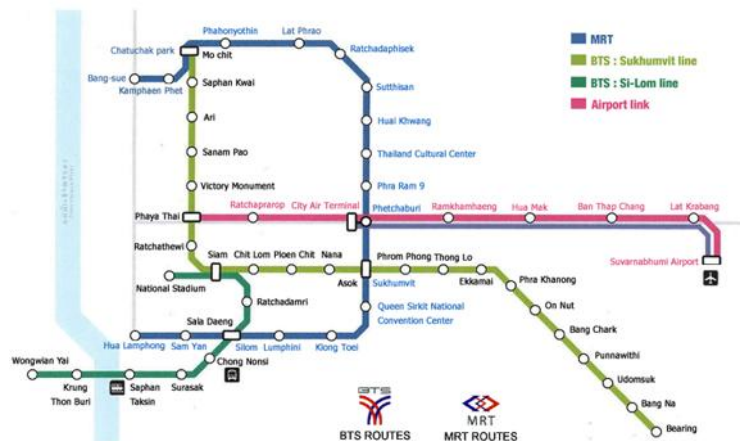 Phahonyothin
Lat Phrao
Chatuchak park
Mo chit
Ratchadaphisek
MRT
Bang-sue
Kamphaen Phet
BTS : Sukhumvit line
Saphan Kwai
Sutthisan
BTS : Si-Lom line
Airport link
Ari
Huai Khwang
Sanam Pao
Thailand Cultural Center
Victory Monument
Phra Ram 9
Ratchaprarop
City Air Terminal
Phetchaburi
Phaya Thai
Ramkhamhaeng
Hua Mak
Ban Thap Chang
Lat Krabang
Ratchathewi
Siam
Chit Lom
Ploen Chit
Nana
Phrom Phong
Thong Lo
Suvarnabhumi Airport
National Stadium
Asok
Sukhumvit
Ekkamai
Phra Khanong
Ratchadamri
On Nut
Queen Sirkit National
Convention Center
Sala Daeng
Bang Chark
Hua Lamphong
Sam Yan
Silom
Lumphini
Klong Toei
Punnawithi
Wongwian Yai
Chong Nonsi
Krung
Thon Buri
Saphan
Taksin
Surasak
Udomsuk
Bang Na
Bearing
BTS
BTS ROUTES
MRT
MRT ROUTES